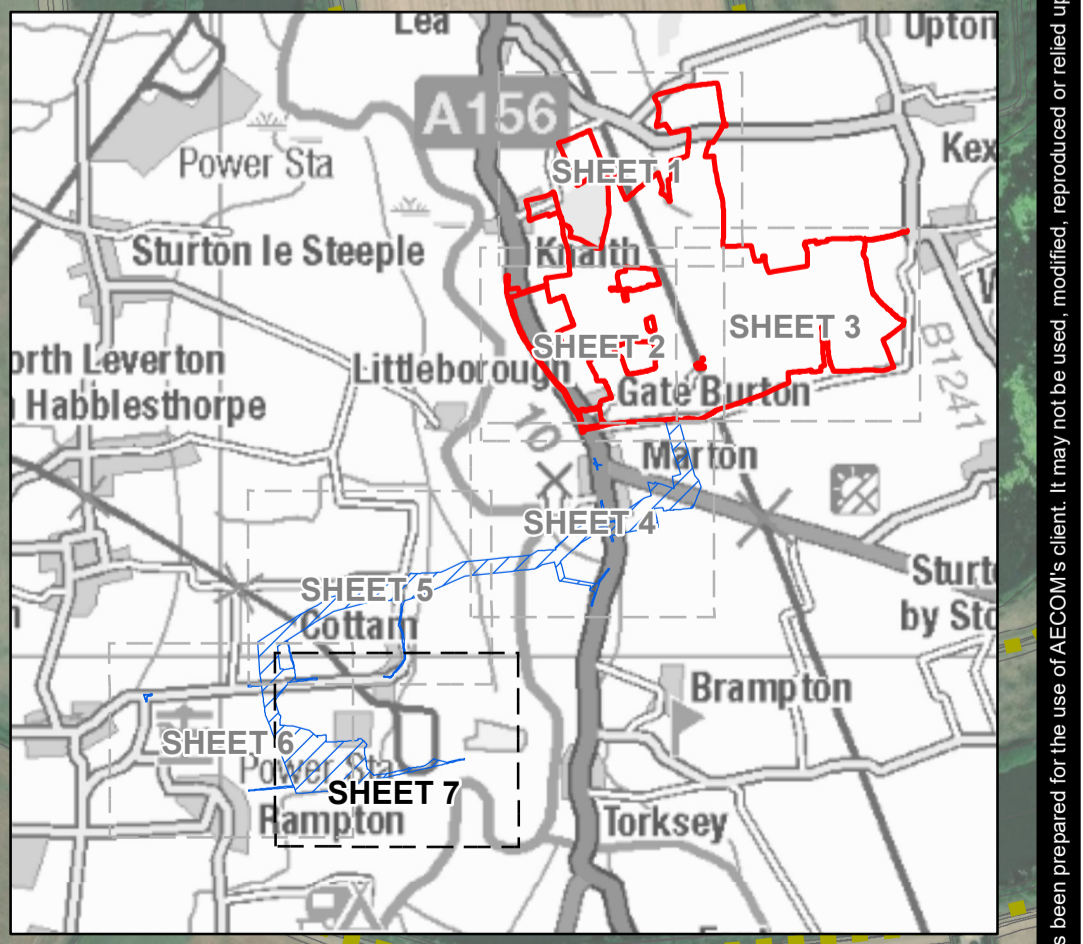 Lea
Upton
A156
Power Sta
Kex
SHEET 1
Sturton le Steeple
Knaith
SHEET 3
SHEET 2
orth Leverton
Littleborough
B1241
Habblesthorpe
Gate Burton
10
Marton
SHEET 4
Sturt
by Sto
SHEET 5
Cottam
Brampton
SHEET 6
Power Sta
SHEET 7
Rampton
Torksey
s been prepared for the use of AECOM's client. It may not be used, modified, reproduced or relied up